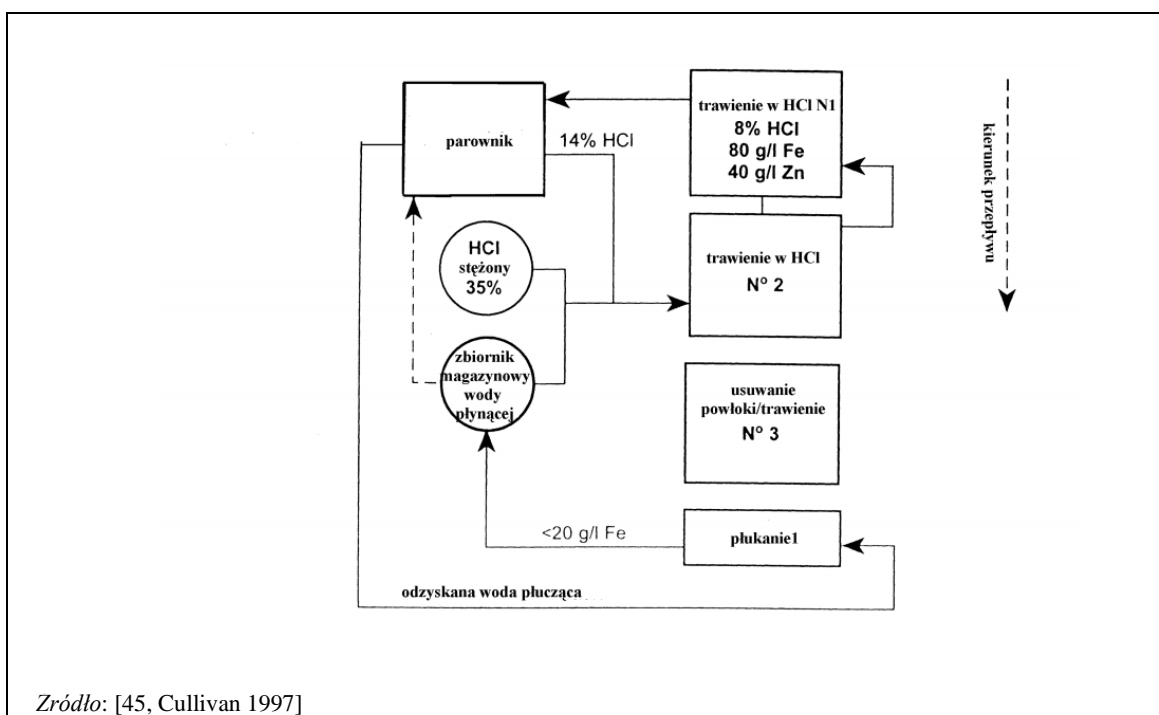 parownik
14% HCl
trawienie w HCl N1
8% HCl
80 g/l Fe
40 g/l Zn
kierunek przepływu
HCl
stężony
35%
trawienie w HCl
N° 2
zbiornik
magazynowy
wody
płynącej
usuwanie
powłoki/trawienie
N° 3
<20 g/l Fe
płukanie1
odzyskana woda płucząca
Zródło: [45, Cullivan 1997]